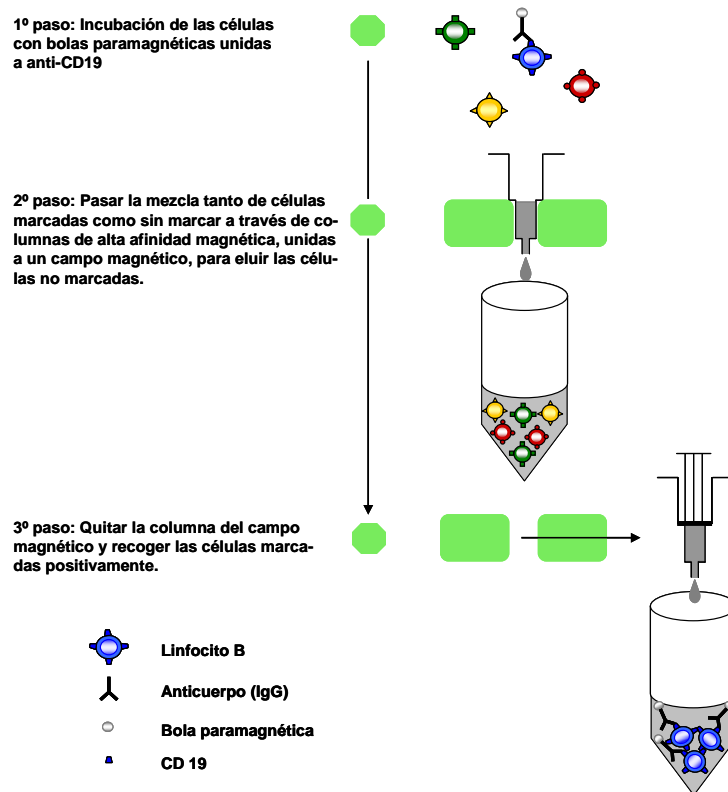 1º paso: Incubación de las células
con bolas paramagnéticas unidas
a anti-CD19
2º paso: Pasar la mezcla tanto de células
marcadas como sin marcar a través de co-
lumnas de alta afinidad magnética, unidas
a un campo magnético, para eluir las célu-
las no marcadas.
3º paso: Quitar la columna del campo
magnético y recoger las células marca-
das positivamente.
Linfocito B
Anticuerpo (IgG)
Bola paramagnética
CD 19